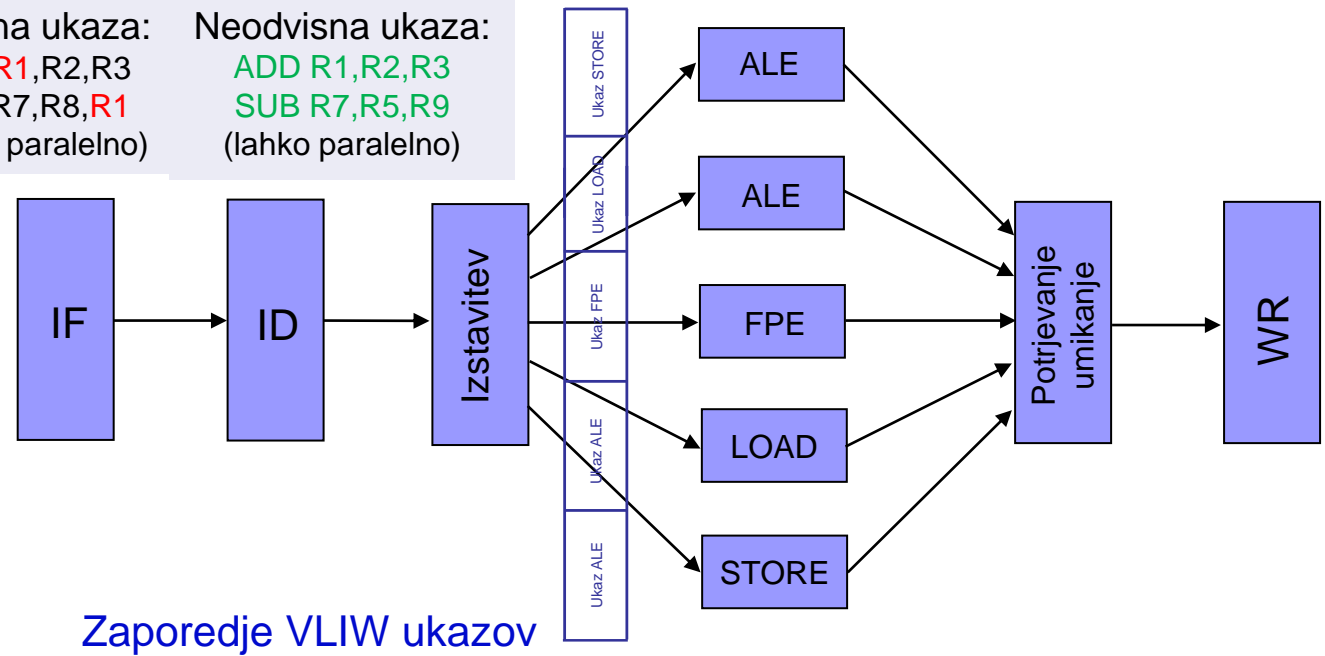 na ukaza:
R1,R2,R3
R7,R8,R1
paralelno)
Neodvisna ukaza:
ADD R1,R2,R3
SUB R7,R5,R9
(lahko paralelno)
IF
ID
Izstavitev
Ukaz STORE
Ukaz LOAD
Ukaz FPE
Ukaz ALE
Ukaz ALE
ALE
ALE
FPE
LOAD
STORE
Potrjevanje
umikanje
WR
Zaporedje VLIW ukazov